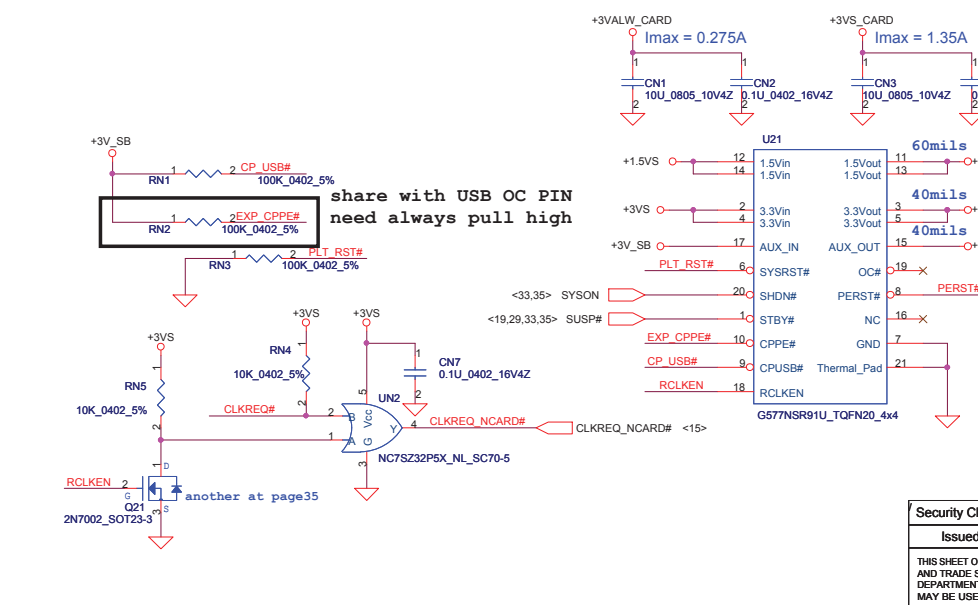 +3VALW_CARD
Imax = 0.275A
1
CN1
10U_0805_10V4Z
2
1
CN2
0.1U_0402_16V4Z
2
+3VS_CARD
Imax = 1.35A
1
CN3
10U_0805_10V4Z
2
1
2
+3V_SB
1
RN1
2
CP_USB#
100K_0402_5%
1
RN2
2
EXP_CPPE#
100K_0402_5%
share with USB OC PIN
need always pull high
1
RN3
2
PLT_RST#
100K_0402_5%
U21
+1.5VS
12
14
1.5Vin
1.5Vin
1.5Vout
1.5Vout
11
13
60mils
+3VS
2
4
3.3Vin
3.3Vin
3.3Vout
3.3Vout
3
5
40mils
+3V_SB
17
AUX_IN
AUX_OUT
15
40mils
PLT_RST#
6
SYSRST#
OC#
19
<33,35> SYSON
20
SHDN#
PERST#
8
PERST#
<19,29,33,35> SUSP#
1
STBY#
NC
16
EXP_CPPE#
10
CPPE#
GND
7
CP_USB#
9
CPUSB#
Thermal_Pad
21
RCLKEN
18
RCLKEN
G577NSR91U_TQFN20_4x4
+3VS
1
RN5
10K_0402_5%
2
+3VS
1
RN4
10K_0402_5%
2
+3VS
1
CN7
0.1U_0402_16V4Z
2
CLKREQ#
2
B
1
A
5
Vcc
G
3
Y
4
UN2
NC7SZ32P5X_NL_SC70-5
CLKREQ_NCARD#
CLKREQ_NCARD# <15>
RCLKEN
2
G
1
D
3
S
Q21
2N7002_SOT23-3
another at page35
Security
Issued
THIS SHEET
AND TRADE
DEPARTMENT
MAY BE